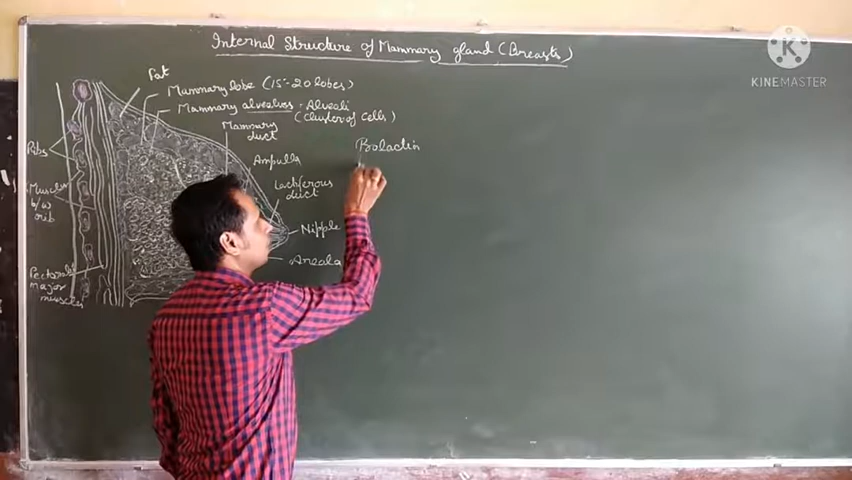 Internal Structure of Mammary gland (Breasts)
Fat
Mammary lobe (15-20 lobes)
Mammary alveolus - Alveoli
(cluster of cells)
Mammary
duct
Prolactin
Ribs
Ampulla
Muscles
b/w
rib
Lactiferous
duct
Nipple
Areola
Pectoralis
major
muscles
K
KINEMASTER